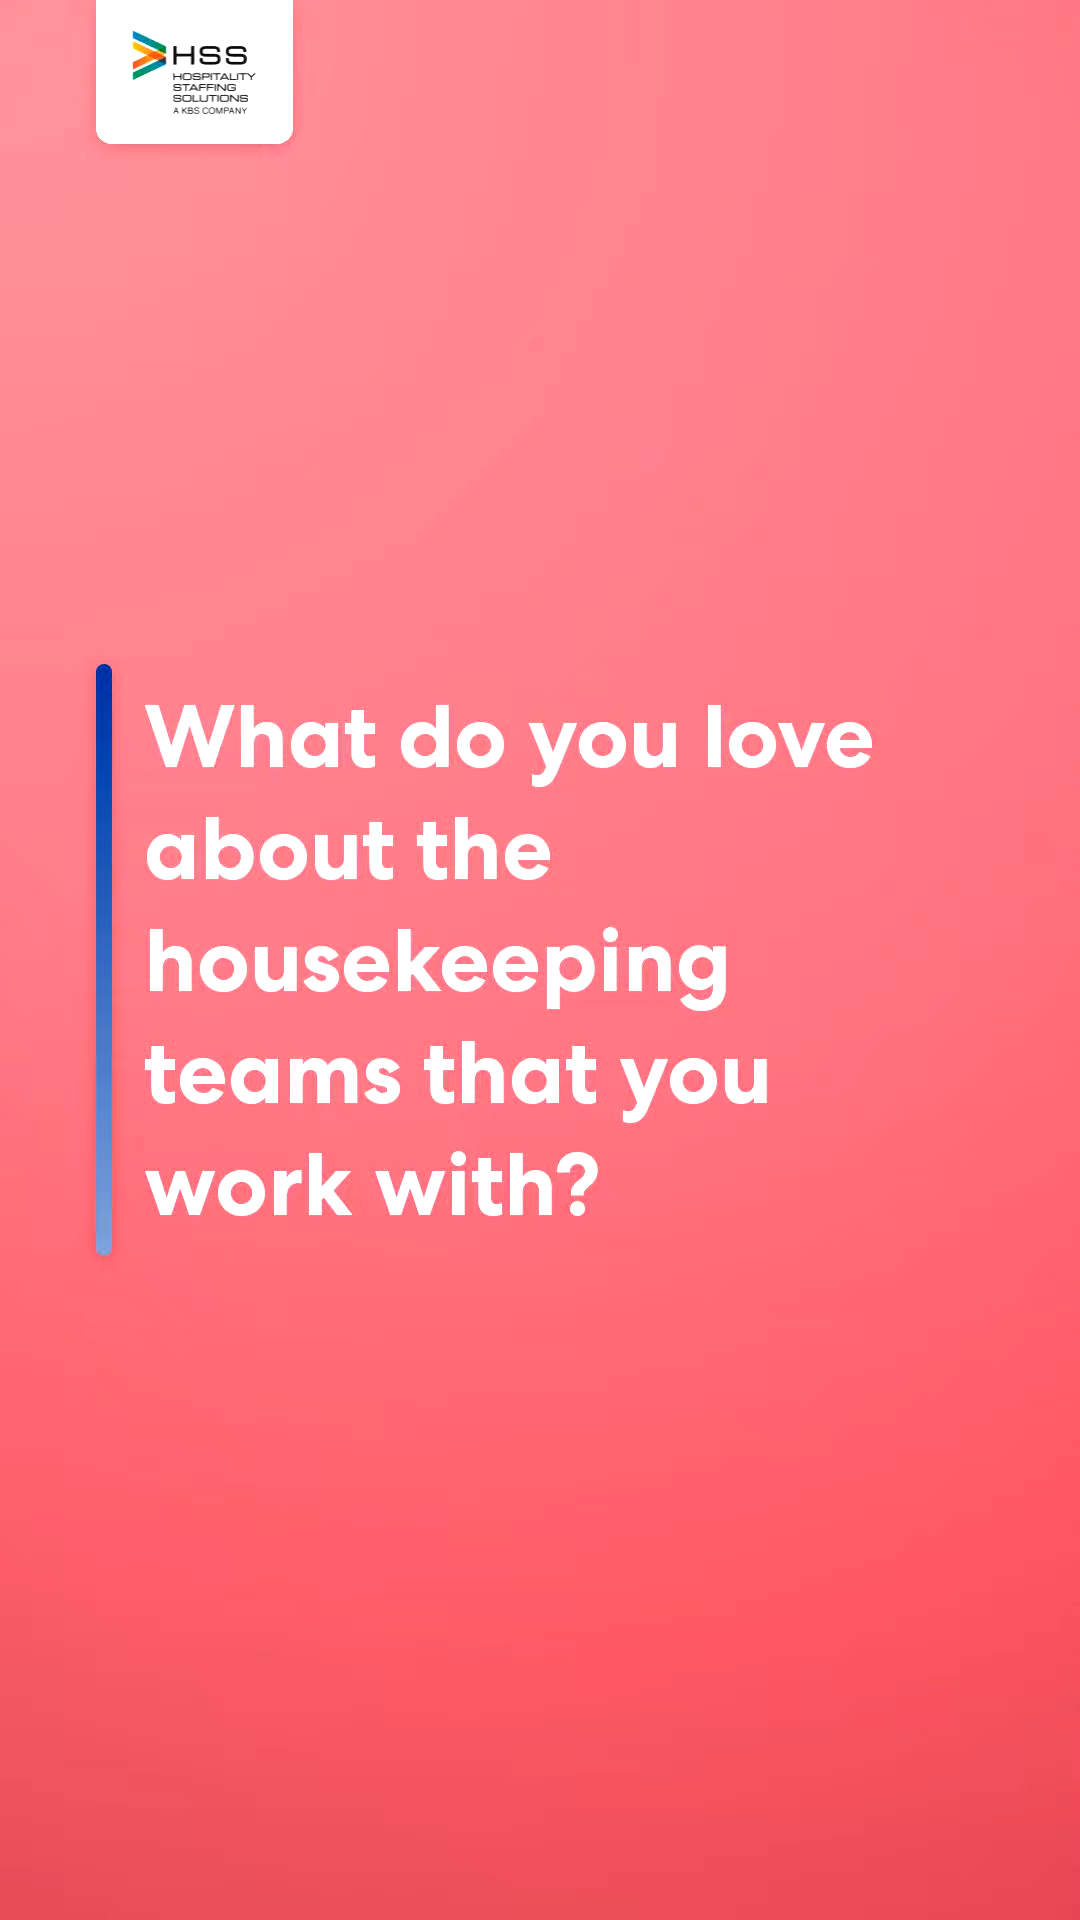 HSS
HOSPITALITY
STAFFING
SOLUTIONS
A KBS COMPANY
What do you love
about the
housekeeping
teams that you
work with?